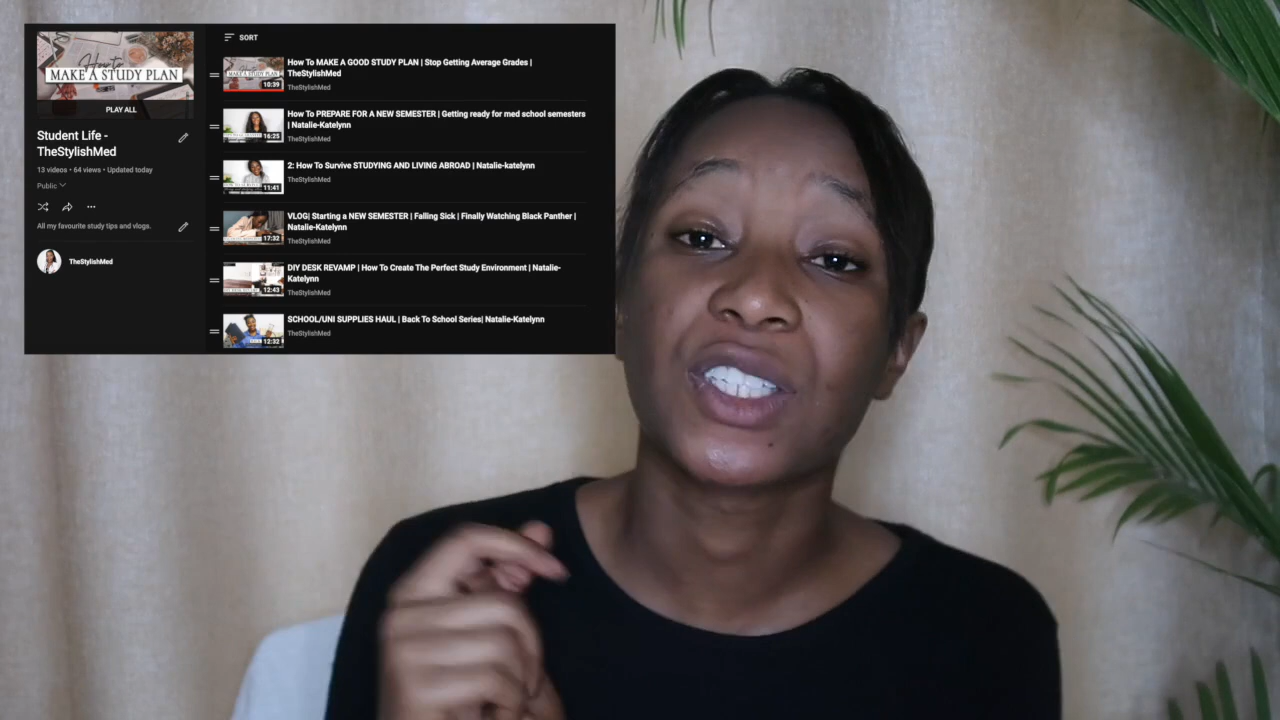 How to
MAKE A STUDY PLAN
PLAY ALL
Student Life -
TheStylishMed
13 videos • 64 views • Updated today
Public
All my favourite study tips and vlogs.
TheStylishMed
SORT
MAKE A STUDY PLAN
10:39
How To MAKE A GOOD STUDY PLAN | Stop Getting Average Grades |
TheStylishMed
TheStylishMed
16:25
How To PREPARE FOR A NEW SEMESTER | Getting ready for med school semesters
| Natalie-Katelynn
TheStylishMed
11:41
2: How To Survive STUDYING AND LIVING ABROAD | Natalie-katelynn
TheStylishMed
17:32
VLOG| Starting a NEW SEMESTER | Falling Sick | Finally Watching Black Panther |
Natalie-Katelynn
TheStylishMed
12:43
DIY DESK REVAMP | How To Create The Perfect Study Environment | Natalie-
Katelynn
TheStylishMed
12:32
SCHOOL/UNI SUPPLIES HAUL | Back To School Series| Natalie-Katelynn
TheStylishMed